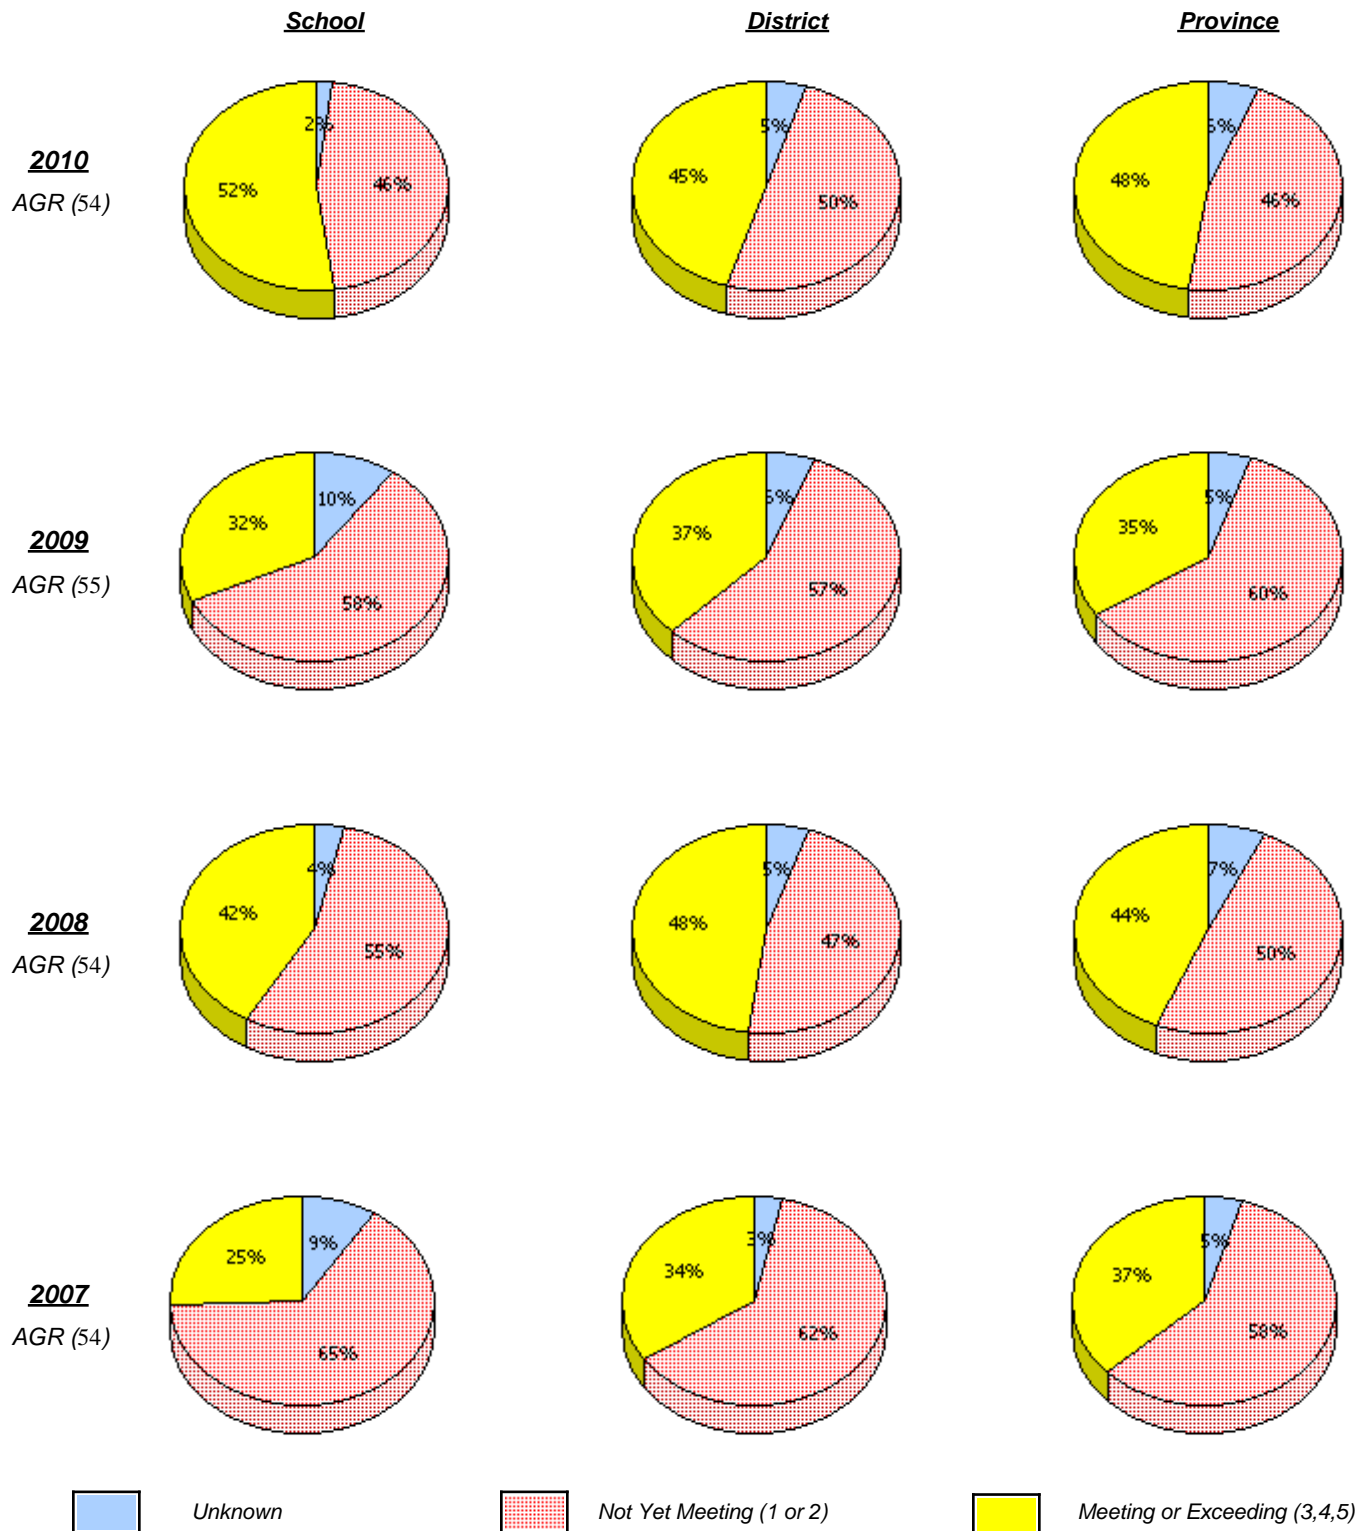 School District Province
2010
AGR (54)
2% 46% 52%
5% 50% 45%
6% 46% 48%
2009
AGR (55)
10% 58% 32%
6% 57% 37%
5% 60% 35%
2008
AGR (54)
4% 55% 42%
5% 47% 48%
7% 50% 44%
2007
AGR (54)
9% 65% 25%
3% 62% 34%
5% 58% 37%
Unknown Not Yet Meeting (1 or 2) Meeting or Exceeding (3,4,5)